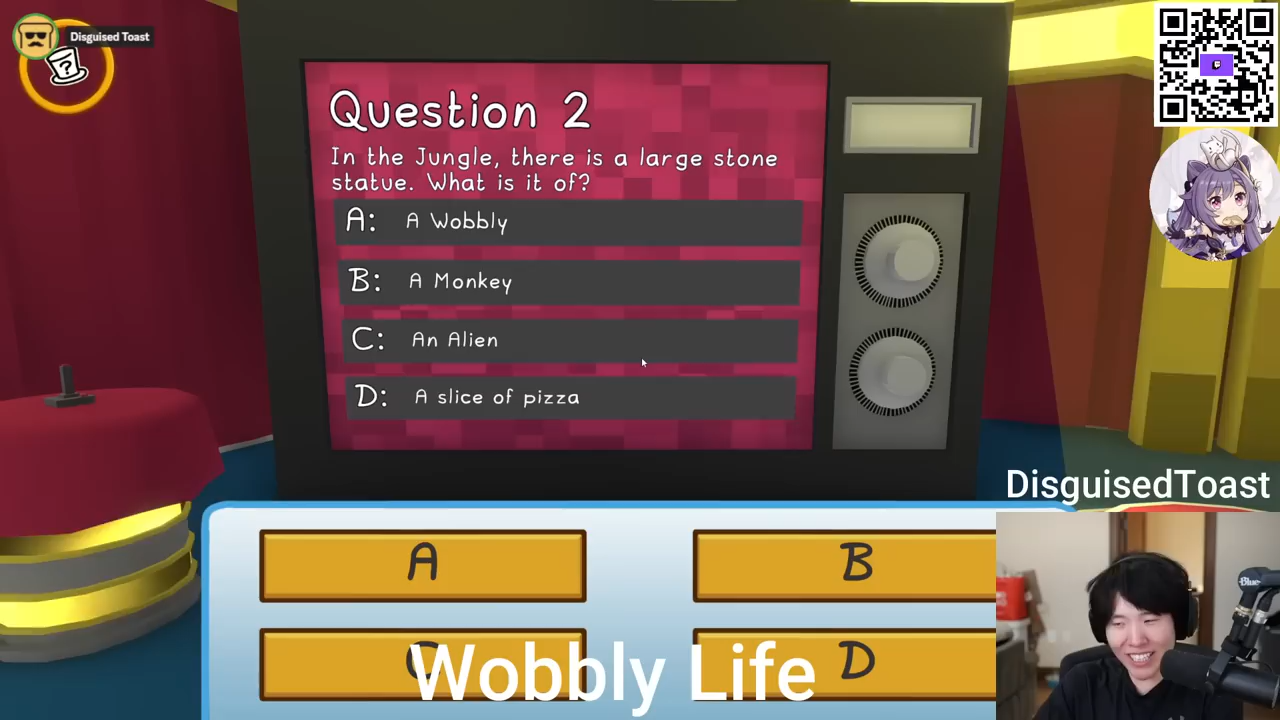 Disguised Toast
?
Question 2
In the Jungle, there is a large stone
statue. What is it of?
A: A Wobbly
B: A Monkey
C: An Alien
D: A slice of pizza
DisguisedToast
A
B
C
D
Wobbly Life
Blue